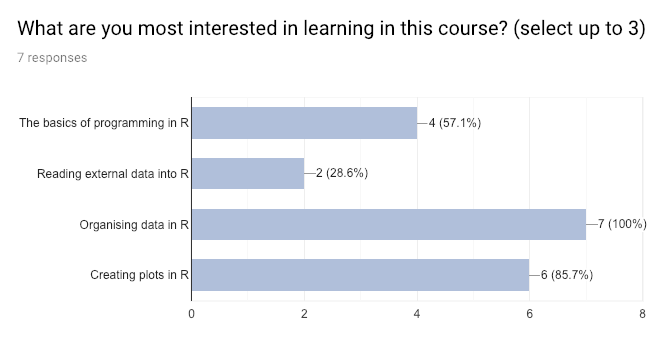 What are you most interested in learning in this course? (select up to 3)
7 responses
The basics of programming in R
4 (57.1%)
Reading external data into R
2 (28.6%)
Organising data in R
7 (100%)
Creating plots in R
6 (85.7%)
0 2 4 6 8